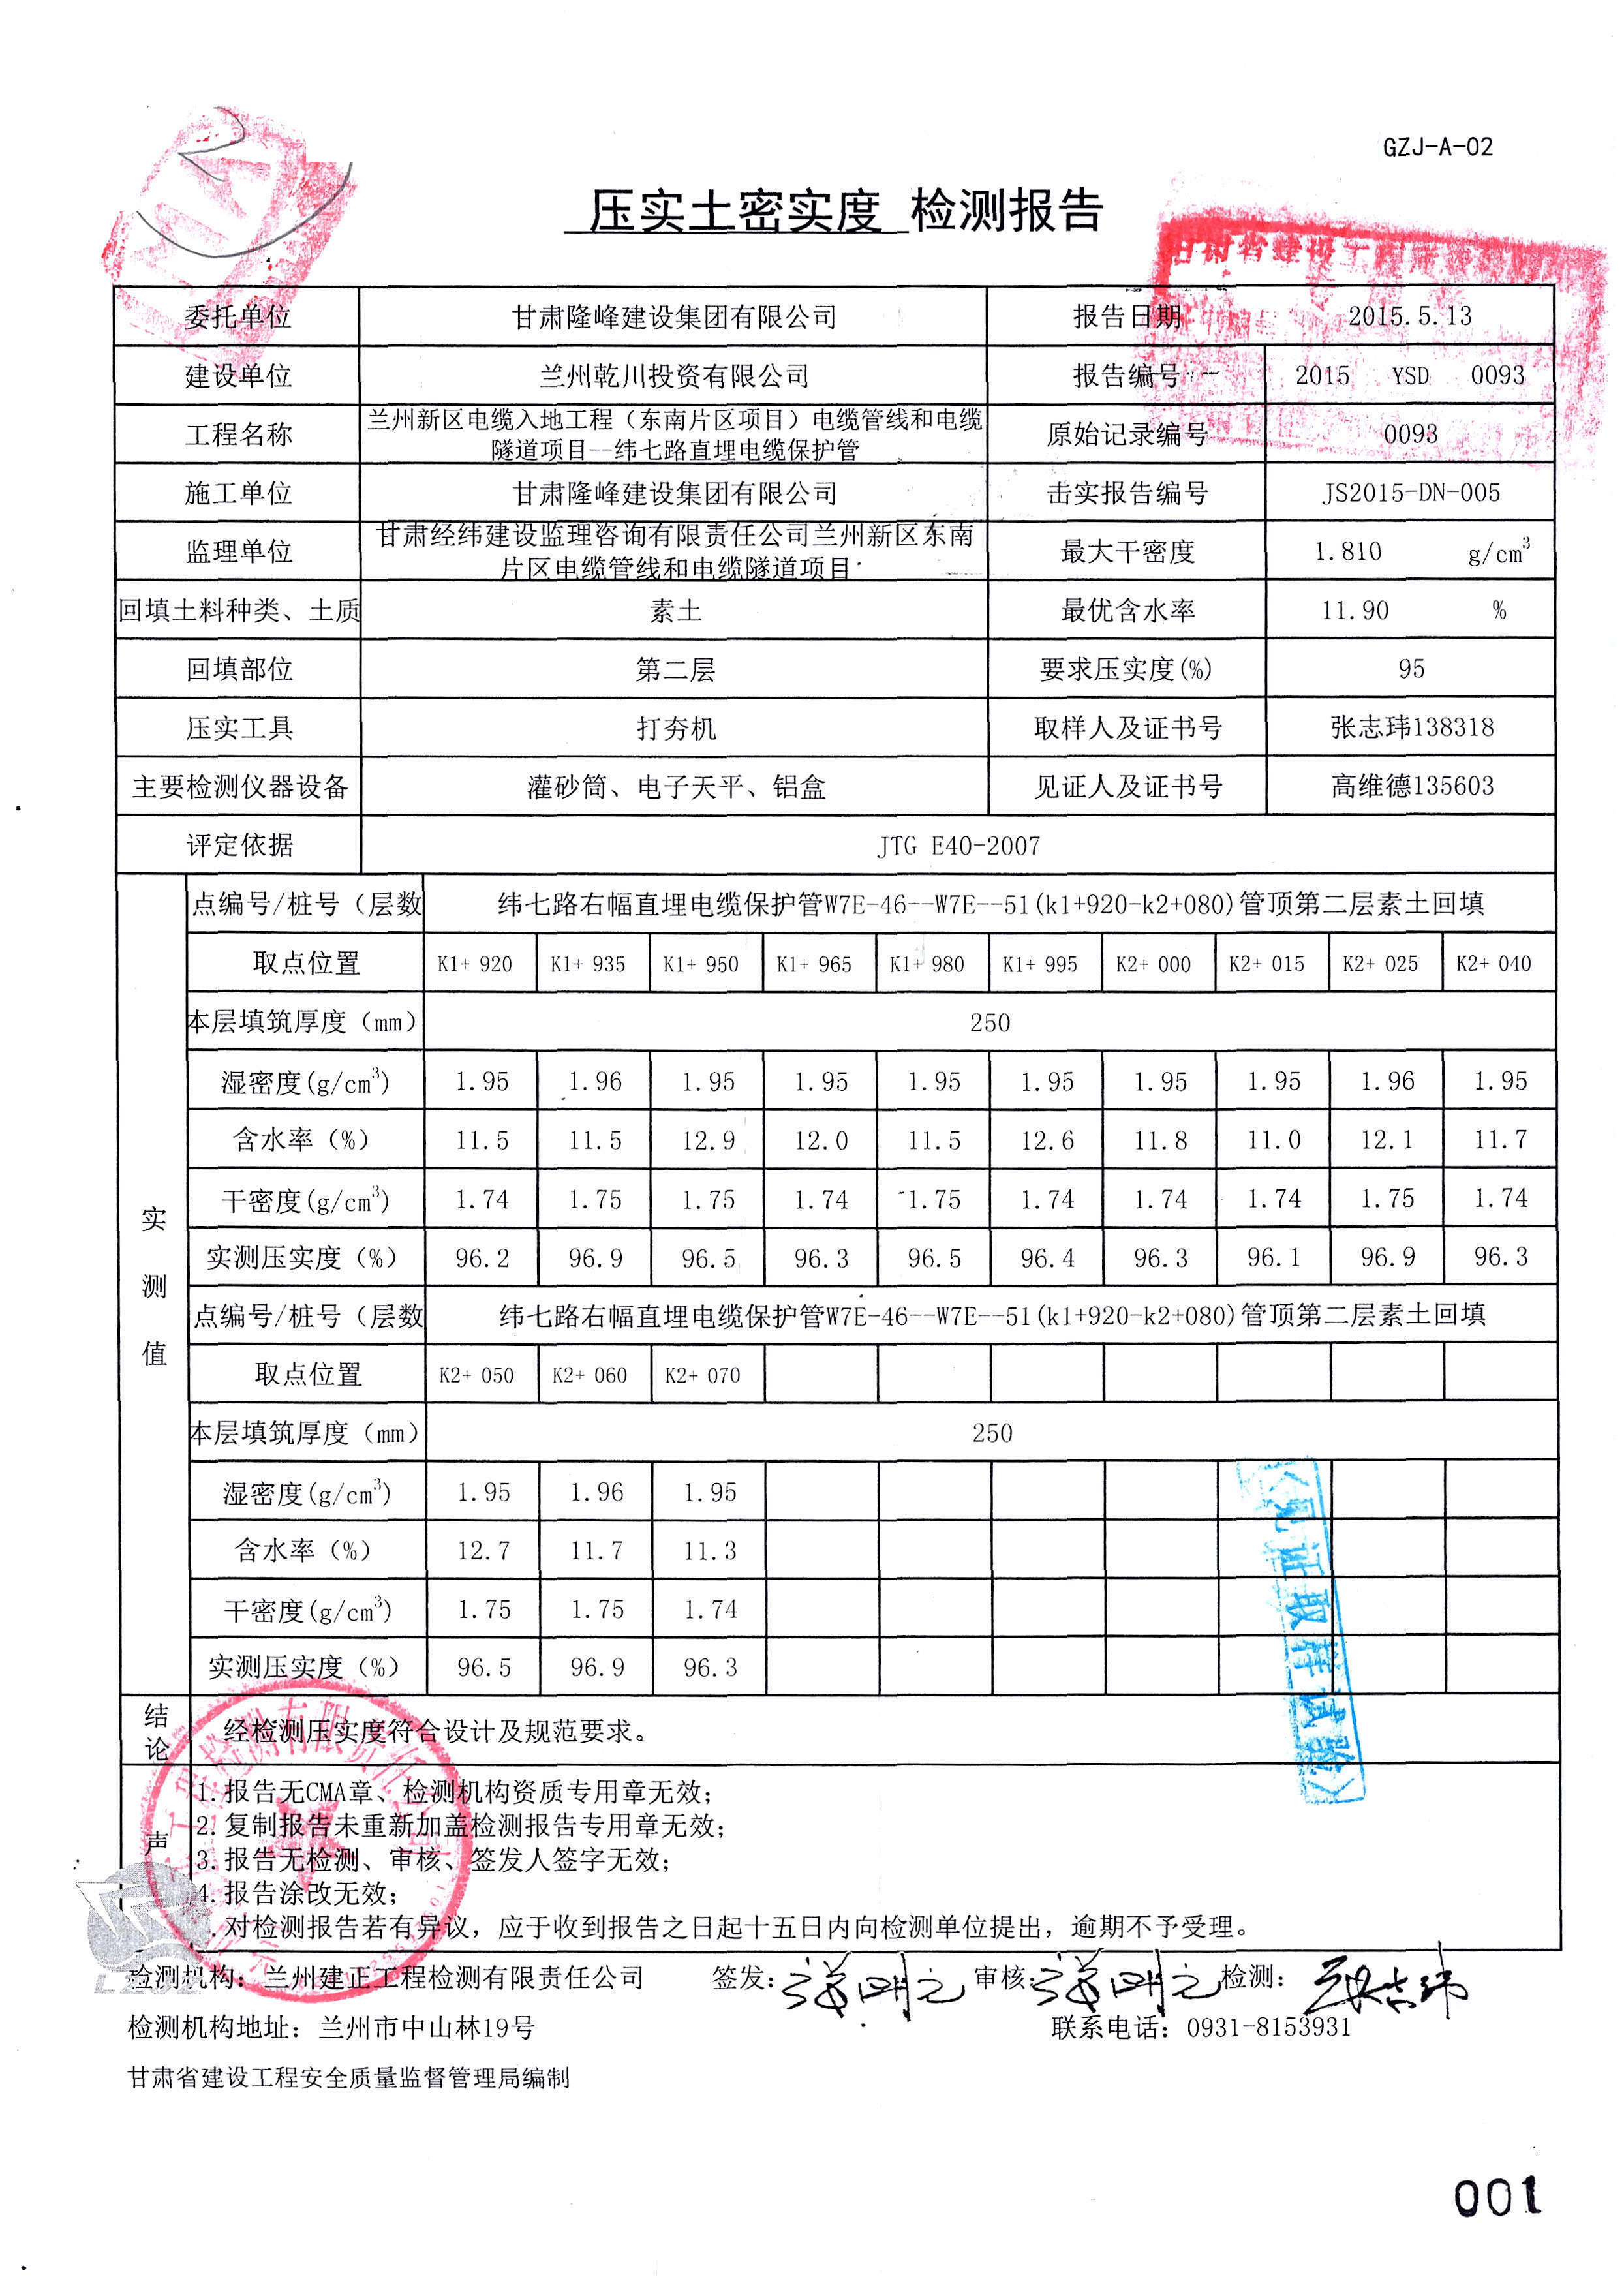 GZJ-A-02
压实土密实度 检测报告
委托单位 甘肃隆峰建设集团有限公司 报告日期 2015.5.13
建设单位 兰州乾川投资有限公司 报告编号 2015 YSD 0093
工程名称 兰州新区电缆入地工程（东南片区项目）电缆管线和电缆
隧道项目--纬七路直埋电缆保护管 原始记录编号 0093
施工单位 甘肃隆峰建设集团有限公司 击实报告编号 JS2015-DN-005
监理单位 甘肃经纬建设监理咨询有限责任公司兰州新区东南
片区电缆管线和电缆隧道项目 最大干密度 1.810 g/cm³
回填土料种类、土质 素土 最优含水率 11.90 %
回填部位 第二层 要求压实度(%) 95
压实工具 打夯机 取样人及证书号 张志玮138318
主要检测仪器设备 灌砂筒、电子天平、铝盒 见证人及证书号 高维德135603
评定依据 JTG E40-2007
实测值
点编号/桩号（层数 纬七路右幅直埋电缆保护管W7E-46--W7E--51(k1+920-k2+080)管顶第二层素土回填
取点位置 K1+ 920 K1+ 935 K1+ 950 K1+ 965 K1+ 980 K1+ 995 K2+ 000 K2+ 015 K2+ 025 K2+ 040
本层填筑厚度（mm） 250
湿密度(g/cm³) 1.95 1.96 1.95 1.95 1.95 1.95 1.95 1.95 1.96 1.95
含水率（%） 11.5 11.5 12.9 12.0 11.5 12.6 11.8 11.0 12.1 11.7
干密度(g/cm³) 1.74 1.75 1.75 1.74 1.75 1.74 1.74 1.74 1.75 1.74
实测压实度（%） 96.2 96.9 96.5 96.3 96.5 96.4 96.3 96.1 96.9 96.3
点编号/桩号（层数 纬七路右幅直埋电缆保护管W7E-46--W7E--51(k1+920-k2+080)管顶第二层素土回填
取点位置 K2+ 050 K2+ 060 K2+ 070
本层填筑厚度（mm） 250
湿密度(g/cm³) 1.95 1.96 1.95
含水率（%） 12.7 11.7 11.3
干密度(g/cm³) 1.75 1.75 1.74
实测压实度（%） 96.5 96.9 96.3
见证取样试验
结论 经检测压实度符合设计及规范要求。
声
1.报告无CMA章、检测机构资质专用章无效；
2.复制报告未重新加盖检测报告专用章无效；
3.报告无检测、审核、签发人签字无效；
4.报告涂改无效；
.对检测报告若有异议，应于收到报告之日起十五日内向检测单位提出，逾期不予受理。
检测机构：兰州建正工程检测有限责任公司 签发： 审核： 检测：
检测机构地址：兰州市中山林19号 联系电话：0931-8153931
甘肃省建设工程安全质量监督管理局编制
001